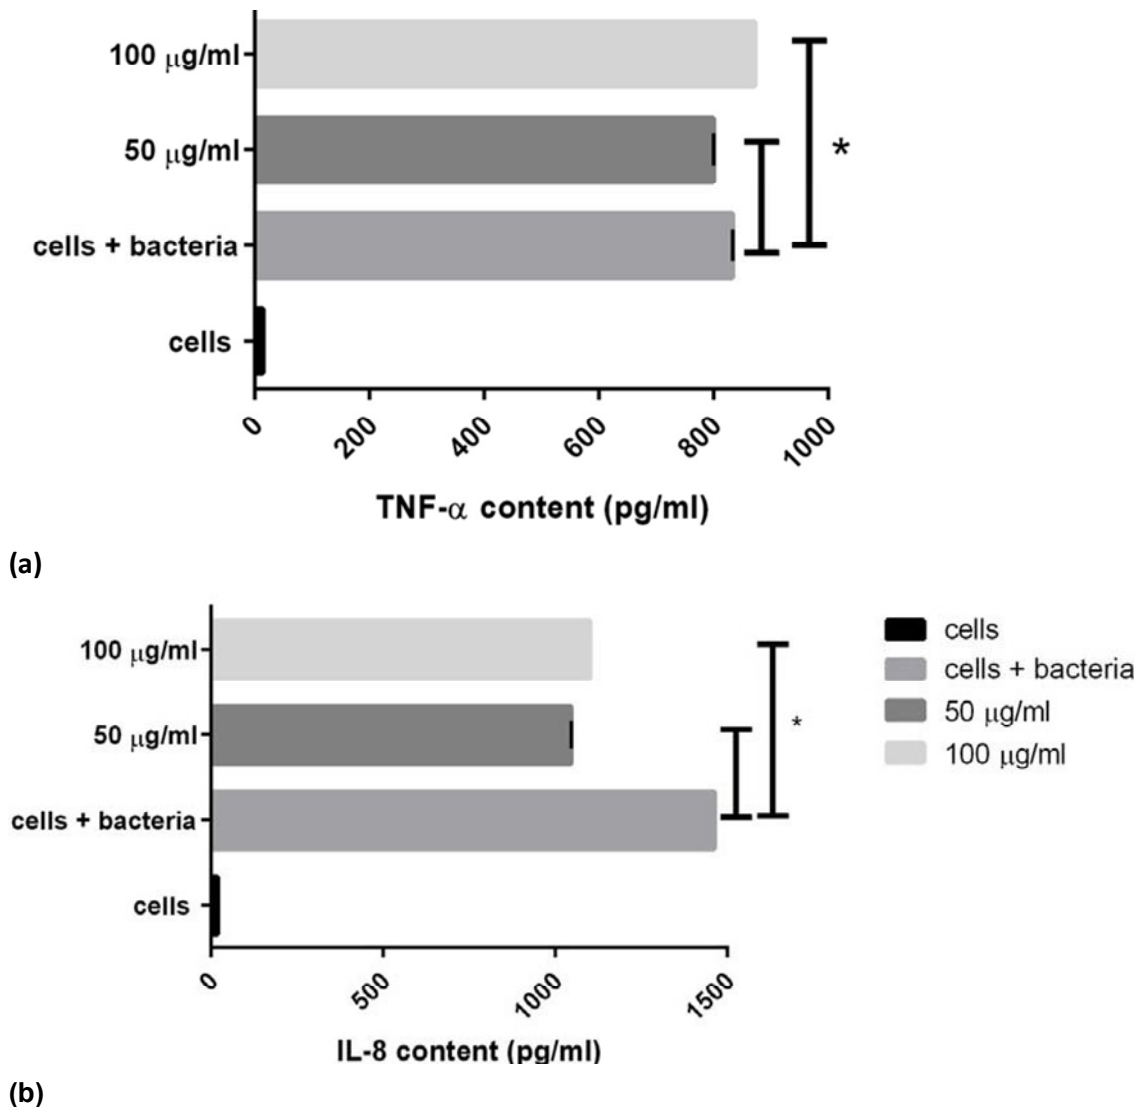 100 μg/ml
50 μg/ml
*
cells + bacteria
cells
0 200 400 600 800 1000
TNF-α content (pg/ml)
(a)
100 μg/ml
50 μg/ml
*
cells + bacteria
cells
0 500 1000 1500
IL-8 content (pg/ml)
cells
cells + bacteria
50 μg/ml
100 μg/ml
(b)